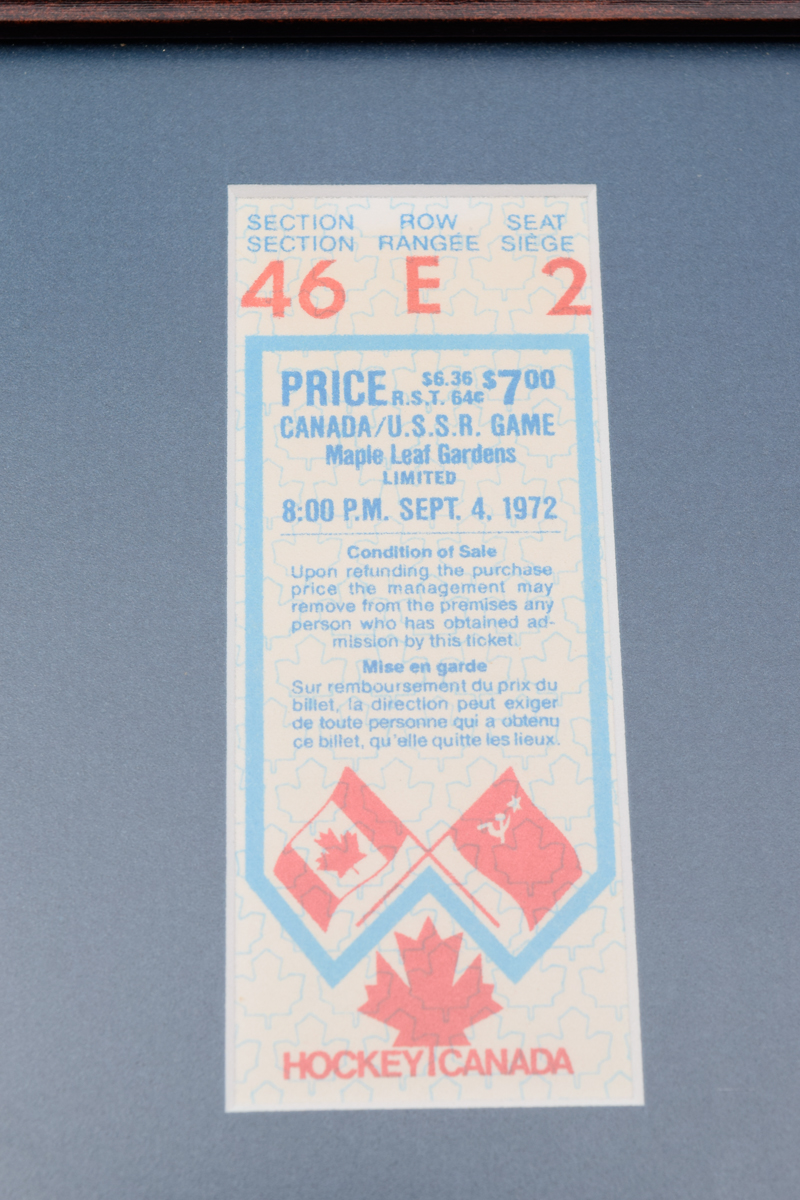 SECTION ROW SEAT
SECTION RANGÉE SIÈGE
46 E 2
PRICE $6.36 R.S.T. 64¢ $7.00
CANADA/U.S.S.R. GAME
Maple Leaf Gardens
LIMITED
8:00 P.M. SEPT. 4, 1972
Condition of Sale
Upon refunding the purchase
price the management may
remove from the premises any
person who has obtained ad-
mission by this ticket.
Mise en garde
Sur remboursement du prix du
billet, la direction peut exiger
de toute personne qui a obtenu
ce billet, qu'elle quitte les lieux.
HOCKEY CANADA